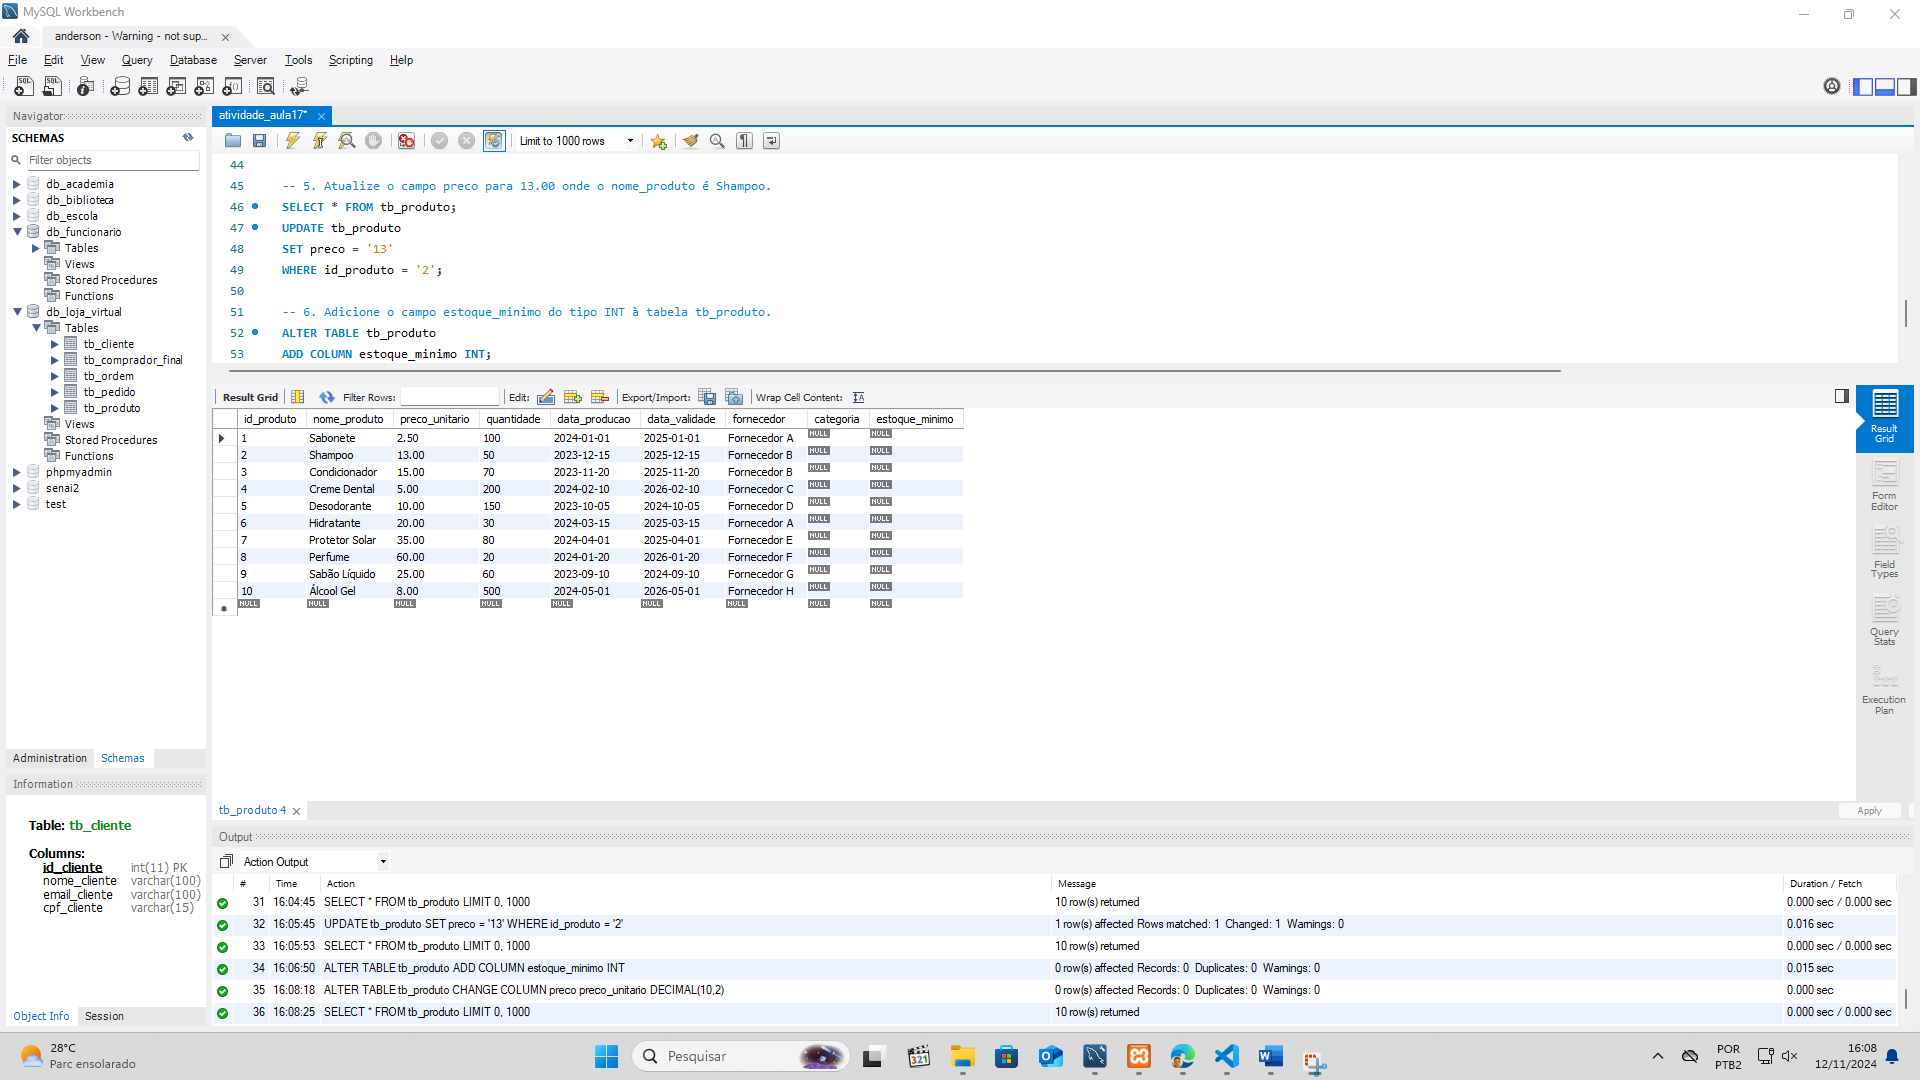 MySQL Workbench
anderson - Warning - not sup...
File Edit View Query Database Server Tools Scripting Help
Navigator
SCHEMAS
Filter objects
db_academia
db_biblioteca
db_escola
db_funcionario
Tables
Views
Stored Procedures
Functions
db_loja_virtual
Tables
tb_cliente
tb_comprador_final
tb_ordem
tb_pedido
tb_produto
Views
Stored Procedures
Functions
phpmyadmin
senai2
test
Administration Schemas
Information
Table: tb_cliente
Columns:
id_cliente int(11) PK
nome_cliente varchar(100)
email_cliente varchar(100)
cpf_cliente varchar(15)
Object Info Session
atividade_aula17*
Limit to 1000 rows
44
45 -- 5. Atualize o campo preco para 13.00 onde o nome_produto é Shampoo.
46 SELECT * FROM tb_produto;
47 UPDATE tb_produto
48 SET preco = '13'
49 WHERE id_produto = '2';
50
51 -- 6. Adicione o campo estoque_minimo do tipo INT à tabela tb_produto.
52 ALTER TABLE tb_produto
53 ADD COLUMN estoque_minimo INT;
Result Grid Filter Rows: Edit: Export/Import: Wrap Cell Content:
id_produto nome_produto preco_unitario quantidade data_producao data_validade fornecedor categoria estoque_minimo
1 Sabonete 2.50 100 2024-01-01 2025-01-01 Fornecedor A NULL NULL
2 Shampoo 13.00 50 2023-12-15 2025-12-15 Fornecedor B NULL NULL
3 Condicionador 15.00 70 2023-11-20 2025-11-20 Fornecedor B NULL NULL
4 Creme Dental 5.00 200 2024-02-10 2026-02-10 Fornecedor C NULL NULL
5 Desodorante 10.00 150 2023-10-05 2024-10-05 Fornecedor D NULL NULL
6 Hidratante 20.00 30 2024-03-15 2025-03-15 Fornecedor A NULL NULL
7 Protetor Solar 35.00 80 2024-04-01 2025-04-01 Fornecedor E NULL NULL
8 Perfume 60.00 20 2024-01-20 2026-01-20 Fornecedor F NULL NULL
9 Sabão Líquido 25.00 60 2023-09-10 2024-09-10 Fornecedor G NULL NULL
10 Álcool Gel 8.00 500 2024-05-01 2026-05-01 Fornecedor H NULL NULL
NULL NULL NULL NULL NULL NULL NULL NULL NULL
Result Grid
Form Editor
Field Types
Query Stats
Execution Plan
tb_produto 4
Apply
Output
Action Output
# Time Action Message Duration / Fetch
31 16:04:45 SELECT * FROM tb_produto LIMIT 0, 1000 10 row(s) returned 0.000 sec / 0.000 sec
32 16:05:45 UPDATE tb_produto SET preco = '13' WHERE id_produto = '2' 1 row(s) affected Rows matched: 1 Changed: 1 Warnings: 0 0.016 sec
33 16:05:53 SELECT * FROM tb_produto LIMIT 0, 1000 10 row(s) returned 0.000 sec / 0.000 sec
34 16:06:50 ALTER TABLE tb_produto ADD COLUMN estoque_minimo INT 0 row(s) affected Records: 0 Duplicates: 0 Warnings: 0 0.015 sec
35 16:08:18 ALTER TABLE tb_produto CHANGE COLUMN preco preco_unitario DECIMAL(10,2) 0 row(s) affected Records: 0 Duplicates: 0 Warnings: 0 0.000 sec
36 16:08:25 SELECT * FROM tb_produto LIMIT 0, 1000 10 row(s) returned 0.000 sec / 0.000 sec
28°C
Parc ensolarado
Pesquisar
POR
PTB2
16:08
12/11/2024